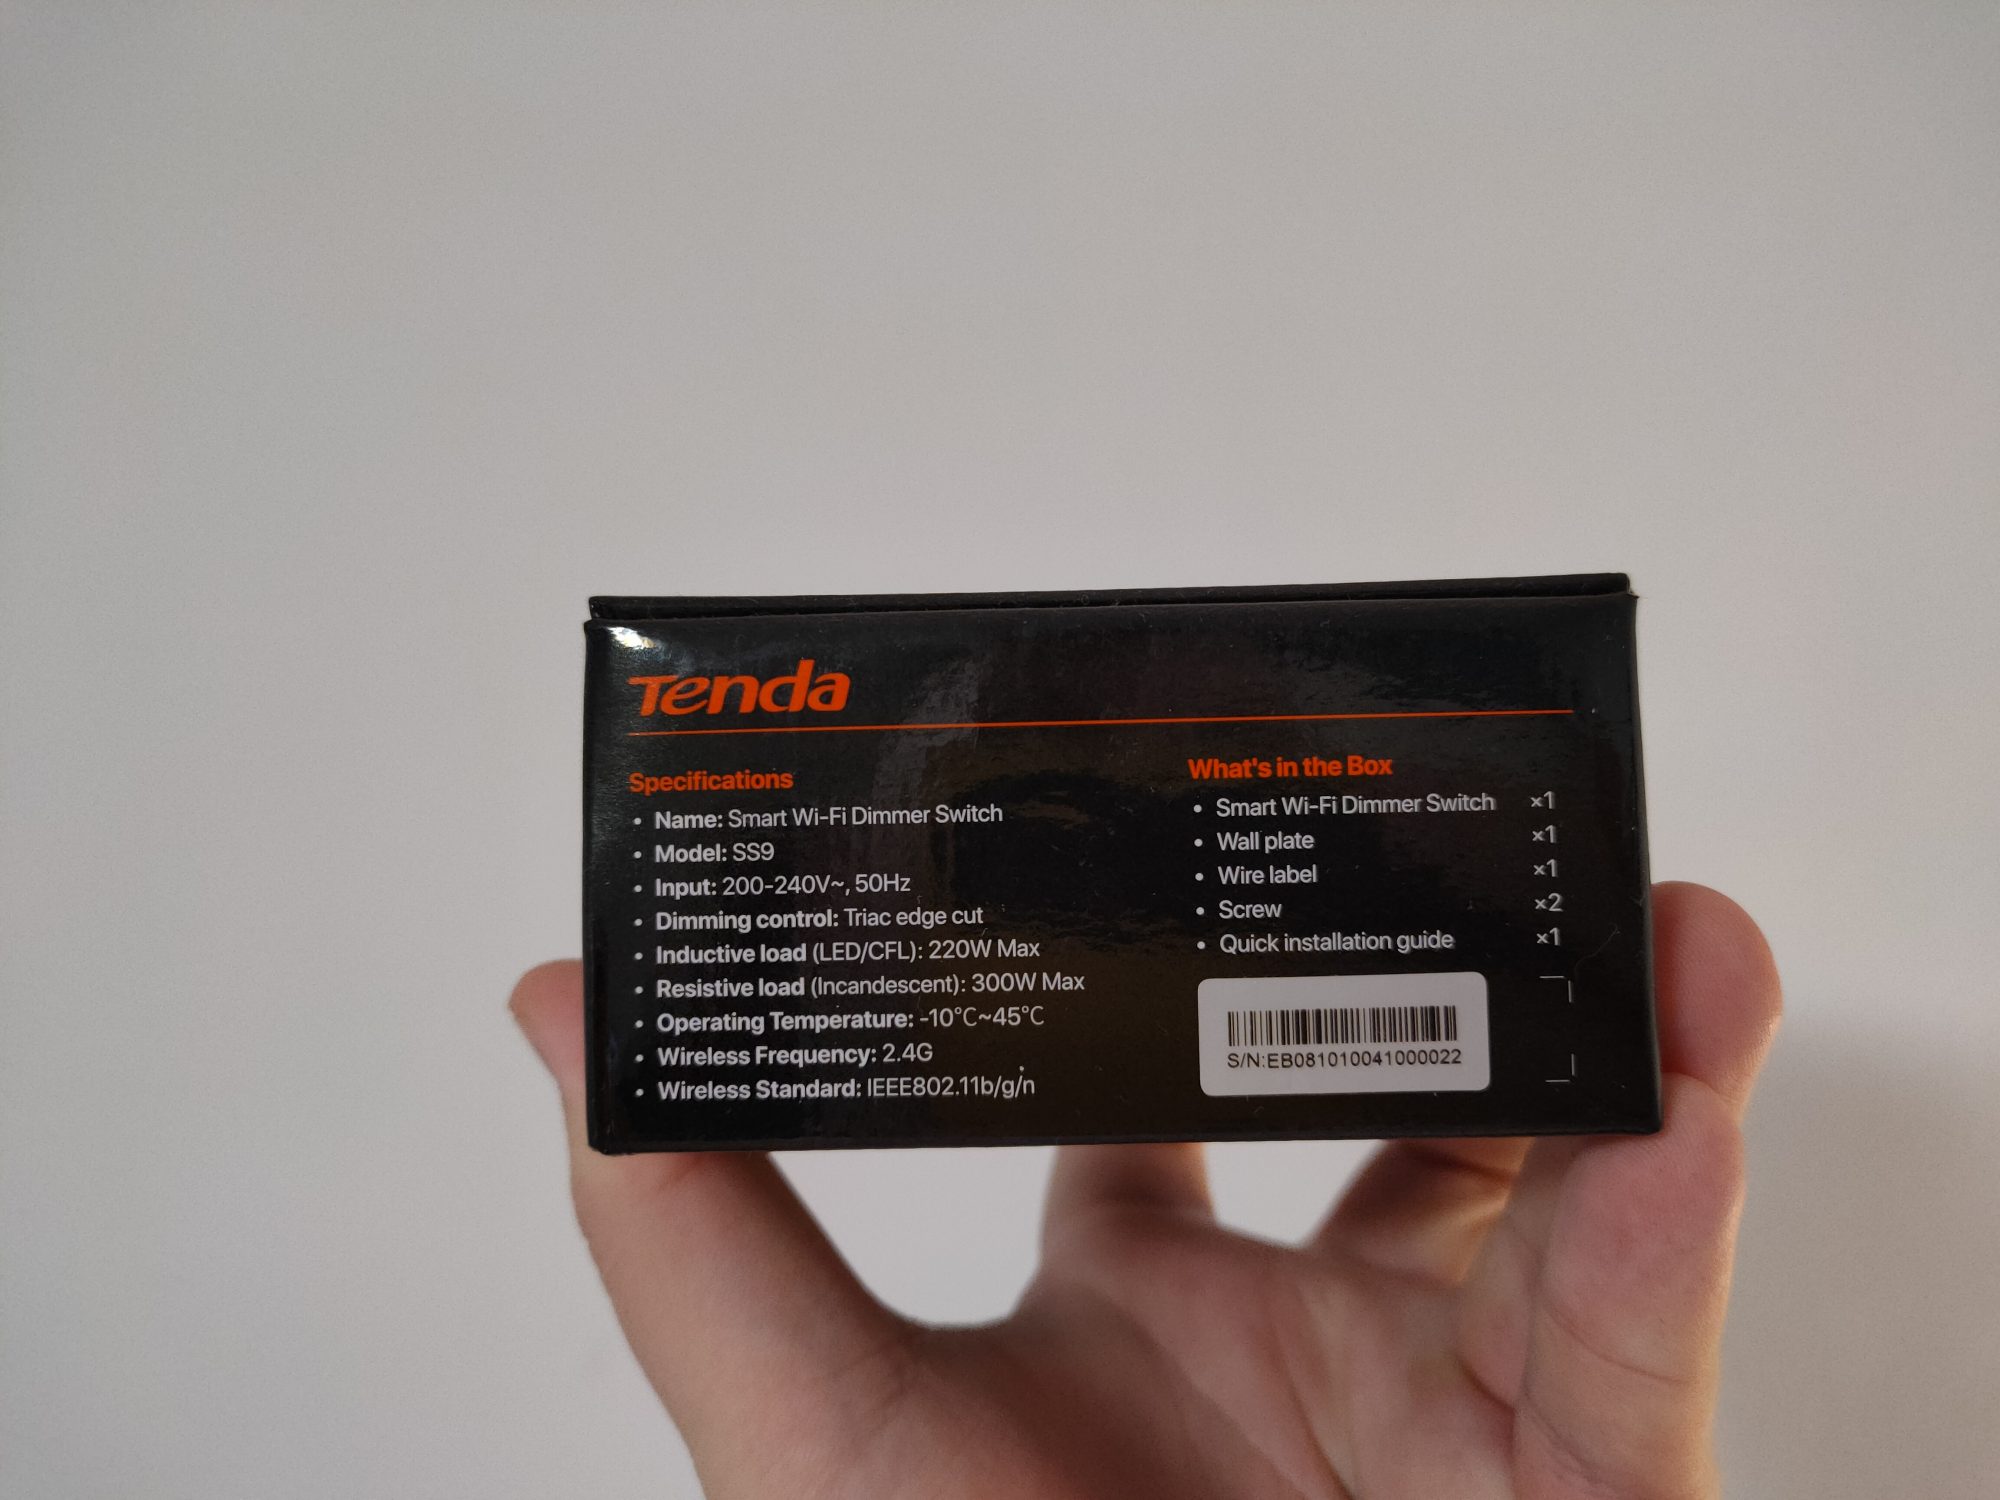 Tenda
Specifications
• Name: Smart Wi-Fi Dimmer Switch
• Model: SS9
• Input: 200-240V~, 50Hz
• Dimming control: Triac edge cut
• Inductive load (LED/CFL): 220W Max
• Resistive load (Incandescent): 300W Max
• Operating Temperature: -10℃~45℃
• Wireless Frequency: 2.4G
• Wireless Standard: IEEE802.11b/g/n
What's in the Box
• Smart Wi-Fi Dimmer Switch ×1
• Wall plate ×1
• Wire label ×1
• Screw ×2
• Quick installation guide ×1
S/N:EB081010041000022